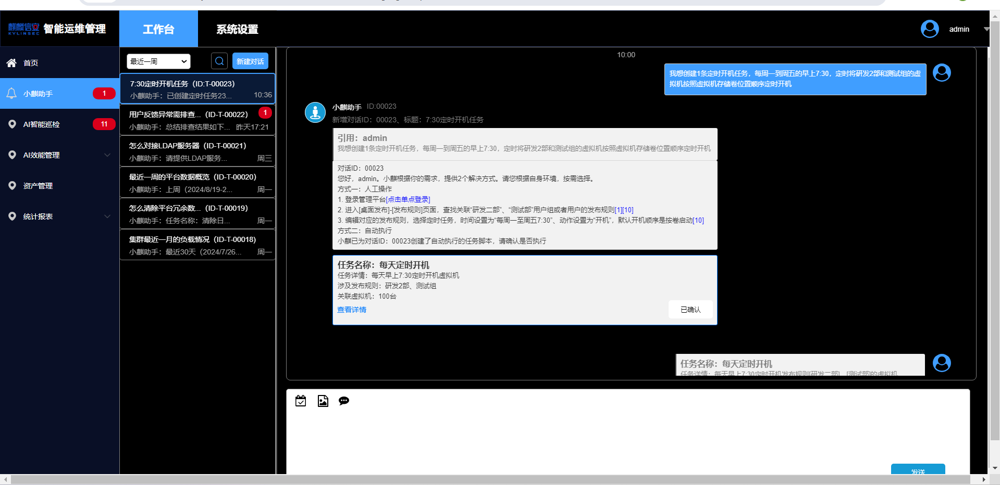 麒麟信安
KYLINSEC
智能运维管理
工作台
系统设置
admin
首页
小麒助手
1
AI智能巡检
11
AI效能管理
资产管理
统计报表
最近一周
新建对话
7:30定时开机任务（ID:T-00023)
小麒助手：已创建定时任务23...
10:36
用户反馈异常需排查...（ID-T-00022)
1
小麒助手：总结排查结果如下...
昨天17:21
怎么对接LDAP服务器（ID-T-00021)
小麒助手：请提供LDAP服务...
周三
最近一周的平台数据概览（ID-T-00020)
小麒助手：上周（2024/8/19-2...
周一
怎么清除平台冗余数...（ID-T-00019)
小麒助手：任务名称：清除日...
周一
集群最近一月的负载情况（ID-T-00018)
小麒助手：最近30天（2024/7/26...
周一
10:00
我想创建1条定时开机任务，每周一到周五的早上7:30，定时将研发2部和测试组的虚
拟机按照虚拟机存储卷位置顺序定时开机
小麒助手 ID:00023
新增对话ID：00023、标题：7:30定时开机任务
引用：admin
我想创建1条定时开机任务，每周一到周五的早上7:30，定时将研发2部和测试组的虚拟机按照虚拟机存储卷位置顺序定时开机
对话ID：00023
您好，admin。小麒根据你的需求，提供2个解决方式。请您根据自身环境，按需选择。
方式一：人工操作
1. 登录管理平台[点击单点登录]
2. 进入[桌面发布]-[发布规则]页面，查找关联“研发二部”、“测试部”用户组或者用户的发布规则[1][10]
3. 编辑对应的发布规则，选择定时任务，时间设置为“每周一至周五7:30”、动作设置为“开机”，默认开机顺序是按卷启动[10]
方式二：自动执行
小麒已为对话ID：00023创建了自动执行的任务脚本，请确认是否执行
任务名称：每天定时开机
任务详情：每天早上7:30定时开机虚拟机
涉及发布规则：研发2部、测试组
关联虚拟机：100台
查看详情
已确认
任务名称：每天定时开机
任务详情：每天早上7:30定时开机发布规则[研发二部]、[测试部]的虚拟机
发送